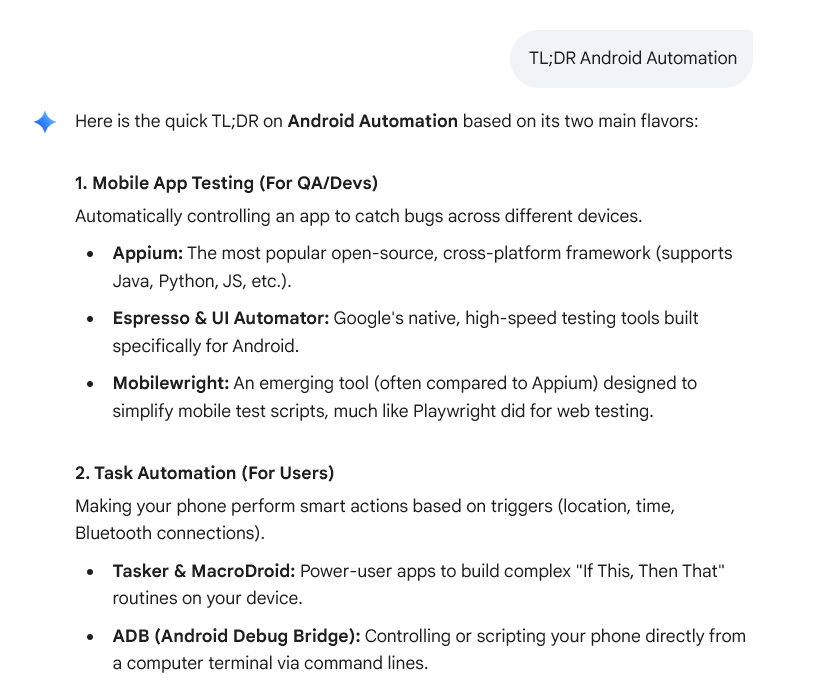 TL;DR Android Automation
Here is the quick TL;DR on Android Automation based on its two main flavors:
1. Mobile App Testing (For QA/Devs)
Automatically controlling an app to catch bugs across different devices.
• Appium: The most popular open-source, cross-platform framework (supports
Java, Python, JS, etc.).
• Espresso & UI Automator: Google's native, high-speed testing tools built
specifically for Android.
• Mobilewright: An emerging tool (often compared to Appium) designed to
simplify mobile test scripts, much like Playwright did for web testing.
2. Task Automation (For Users)
Making your phone perform smart actions based on triggers (location, time,
Bluetooth connections).
• Tasker & MacroDroid: Power-user apps to build complex "If This, Then That"
routines on your device.
• ADB (Android Debug Bridge): Controlling or scripting your phone directly from
a computer terminal via command lines.